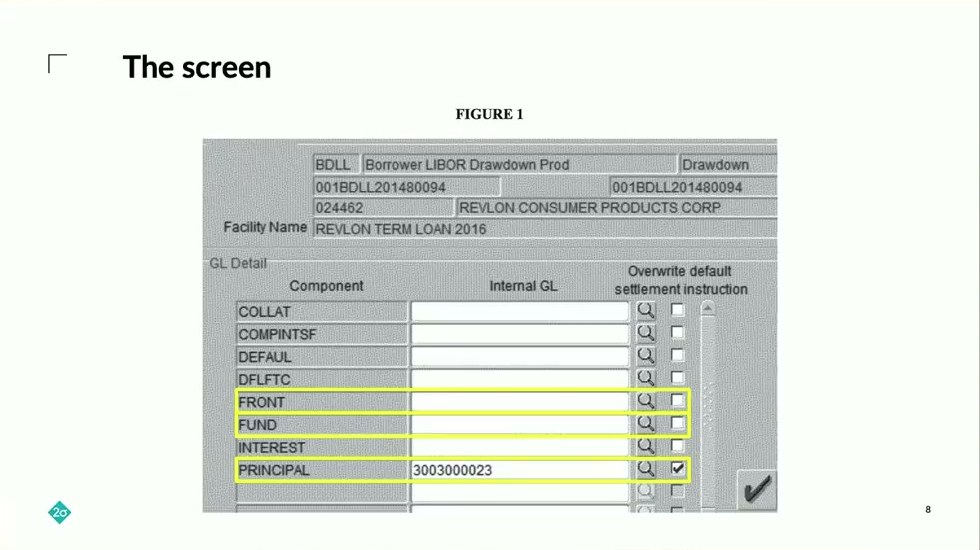 The screen
FIGURE 1
BDLL Borrower LIBOR Drawdown Prod Drawdown
001BDLL201480094 001BDLL201480094
024462 REVLON CONSUMER PRODUCTS CORP
Facility Name REVLON TERM LOAN 2016
GL Detail
Component Internal GL Overwrite default settlement instruction
COLLAT
COMPINTSF
DEFAUL
DFLFTC
FRONT
FUND
INTEREST
PRINCIPAL 3003000023
2σ
8